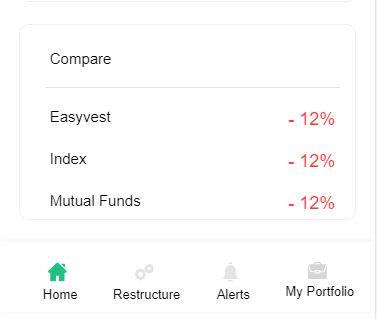 Compare
Easyvest - 12%
Index - 12%
Mutual Funds - 12%
Home Restructure Alerts My Portfolio